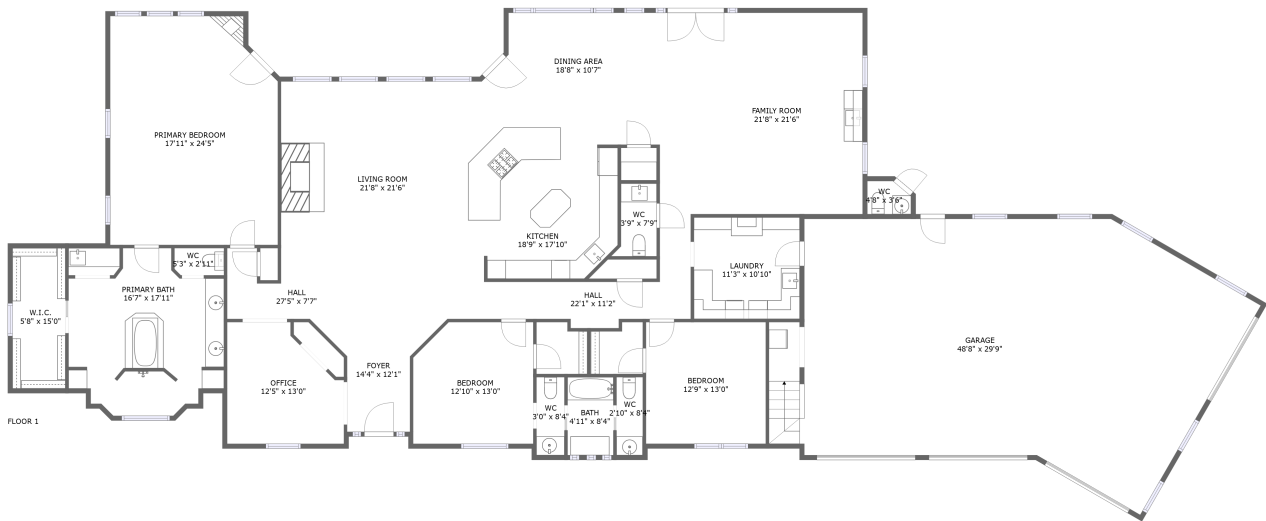 DINING AREA
18'8" x 10'7"
FAMILY ROOM
21'8" x 21'6"
PRIMARY BEDROOM
17'11" x 24'5"
LIVING ROOM
21'8" x 21'6"
WC
4'8" x 3'6"
WC
3'9" x 7'9"
KITCHEN
18'9" x 17'10"
WC
5'3" x 2'11"
LAUNDRY
11'3" x 10'10"
PRIMARY BATH
16'7" x 17'11"
HALL
27'5" x 7'7"
HALL
22'1" x 11'2"
W.I.C.
5'8" x 15'0"
GARAGE
48'8" x 29'9"
FOYER
14'4" x 12'1"
OFFICE
12'5" x 13'0"
BEDROOM
12'10" x 13'0"
BEDROOM
12'9" x 13'0"
WC
3'0" x 8'4"
BATH
4'11" x 8'4"
WC
2'10" x 8'4"
FLOOR 1